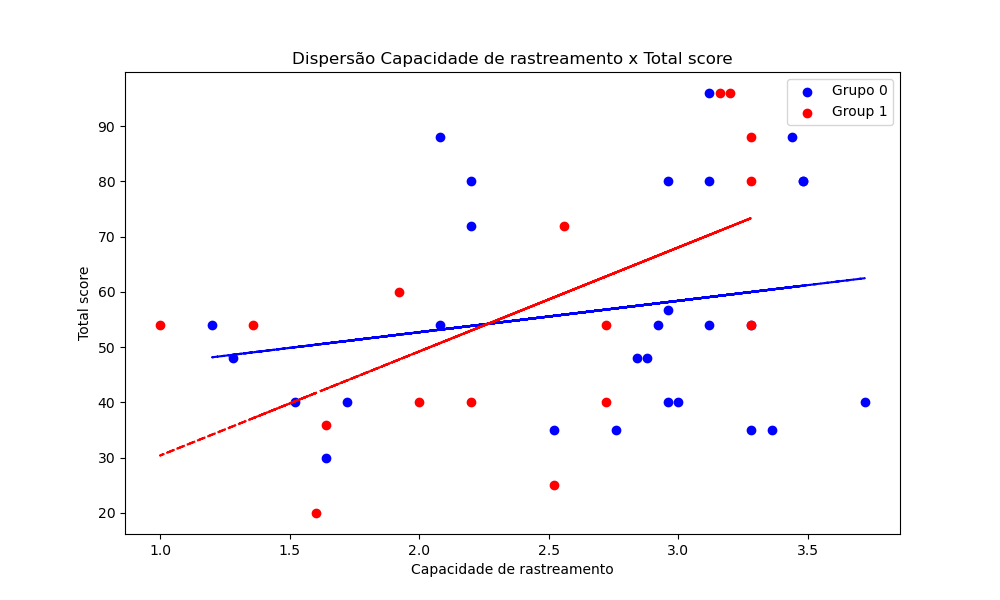 Dispersão Capacidade de rastreamento x Total score
Grupo 0
Group 1
Total score
90
80
70
60
50
40
30
20
1.0
1.5
2.0
2.5
3.0
3.5
Capacidade de rastreamento